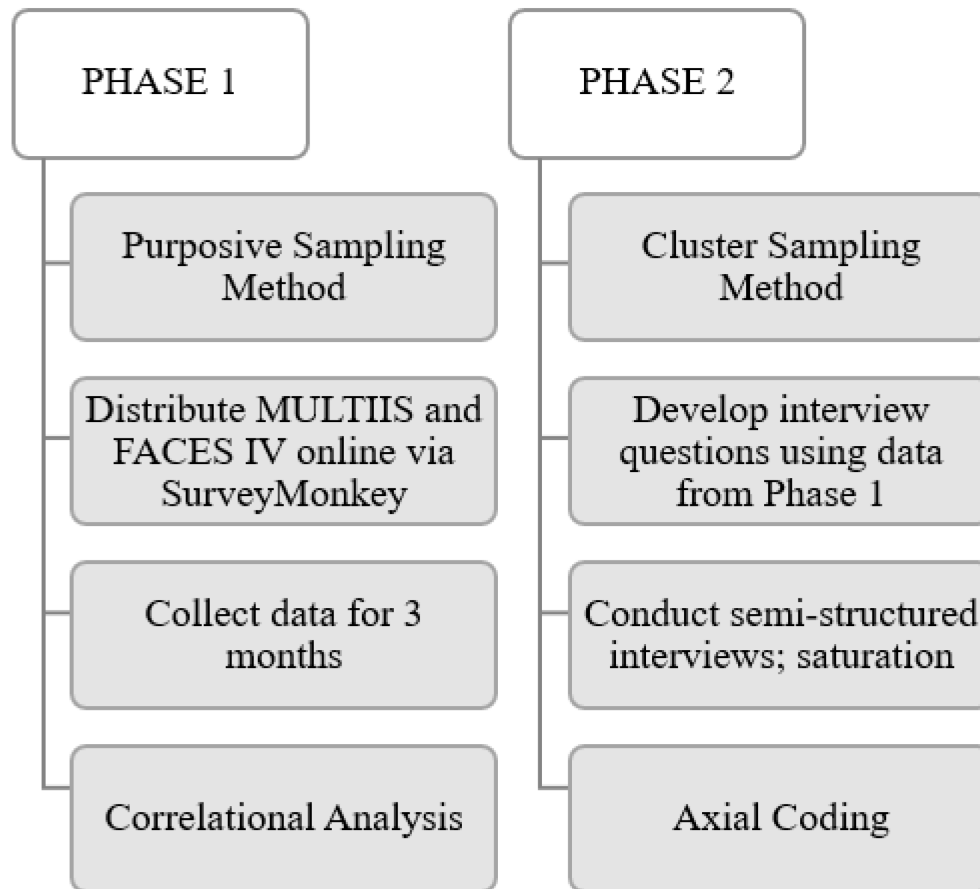 PHASE 1
Purposive Sampling
Method
Distribute MULTIIS and
FACES IV online via
SurveyMonkey
Collect data for 3
months
Correlational Analysis
PHASE 2
Cluster Sampling
Method
Develop interview
questions using data
from Phase 1
Conduct semi-structured
interviews; saturation
Axial Coding